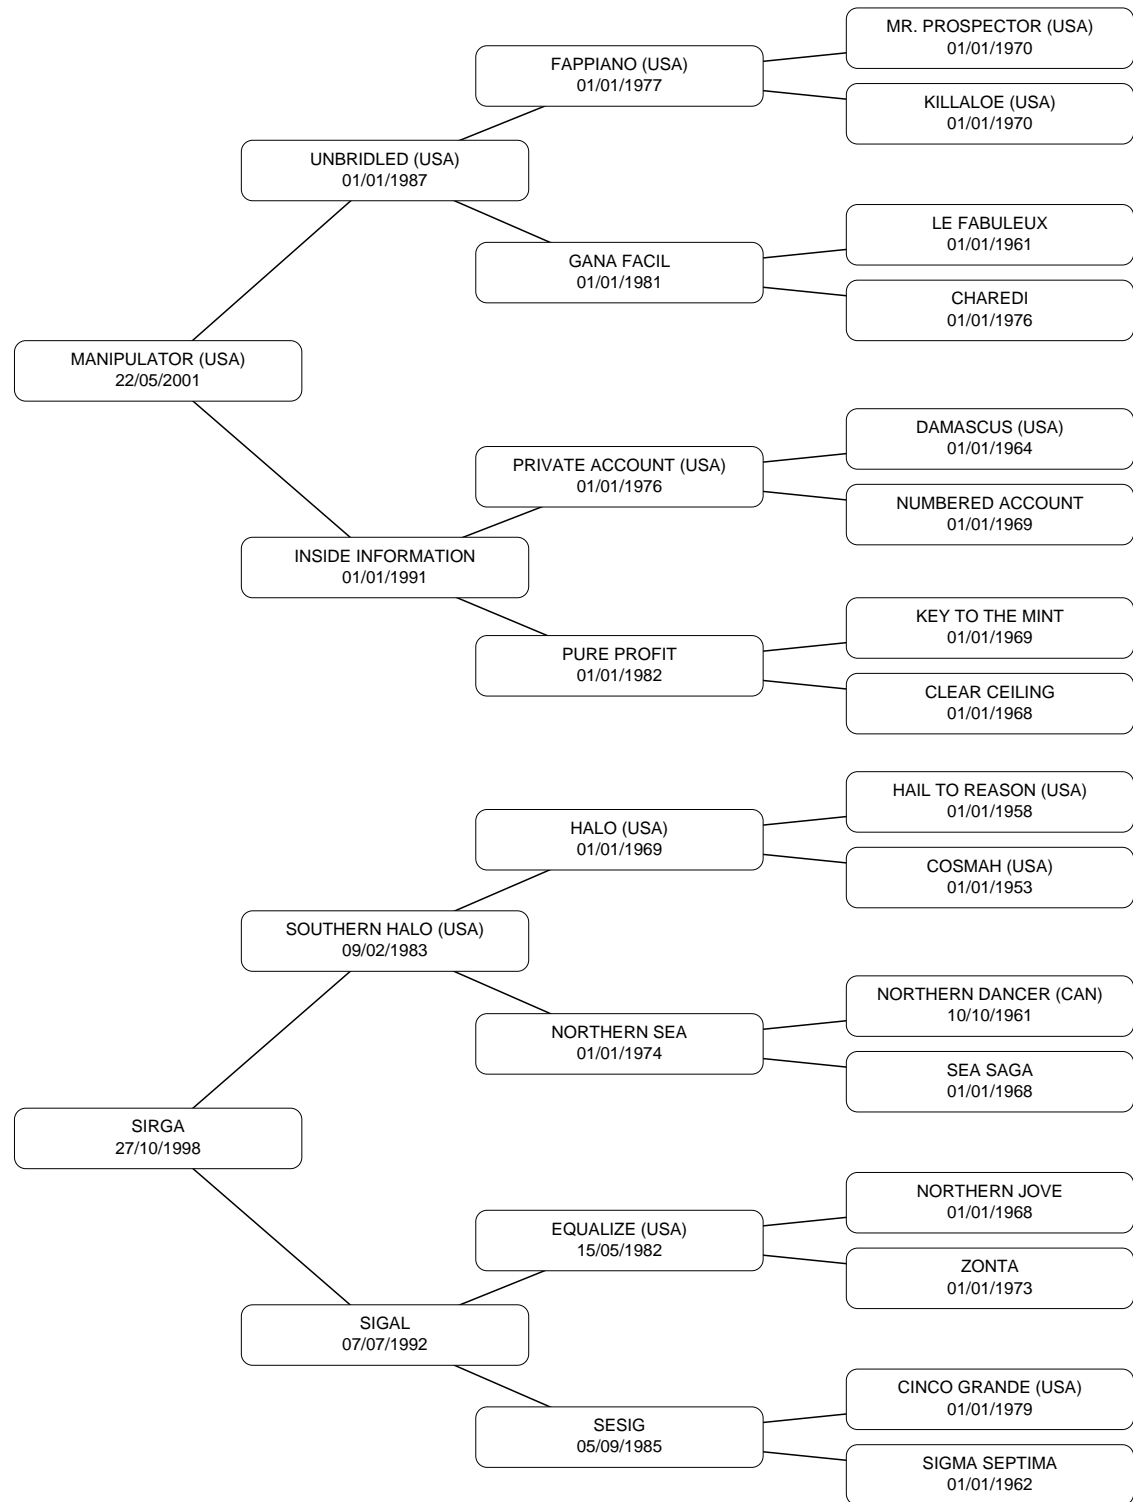 MR. PROSPECTOR (USA)
01/01/1970
FAPPIANO (USA)
01/01/1977
KILLALOE (USA)
01/01/1970
UNBRIDLED (USA)
01/01/1987
LE FABULEUX
01/01/1961
GANA FACIL
01/01/1981
CHAREDI
01/01/1976
MANIPULATOR (USA)
22/05/2001
DAMASCUS (USA)
01/01/1964
PRIVATE ACCOUNT (USA)
01/01/1976
NUMBERED ACCOUNT
01/01/1969
INSIDE INFORMATION
01/01/1991
KEY TO THE MINT
01/01/1969
PURE PROFIT
01/01/1982
CLEAR CEILING
01/01/1968
HAIL TO REASON (USA)
01/01/1958
HALO (USA)
01/01/1969
COSMAH (USA)
01/01/1953
SOUTHERN HALO (USA)
09/02/1983
NORTHERN DANCER (CAN)
10/10/1961
NORTHERN SEA
01/01/1974
SEA SAGA
01/01/1968
SIRGA
27/10/1998
NORTHERN JOVE
01/01/1968
EQUALIZE (USA)
15/05/1982
ZONTA
01/01/1973
SIGAL
07/07/1992
CINCO GRANDE (USA)
01/01/1979
SESIG
05/09/1985
SIGMA SEPTIMA
01/01/1962